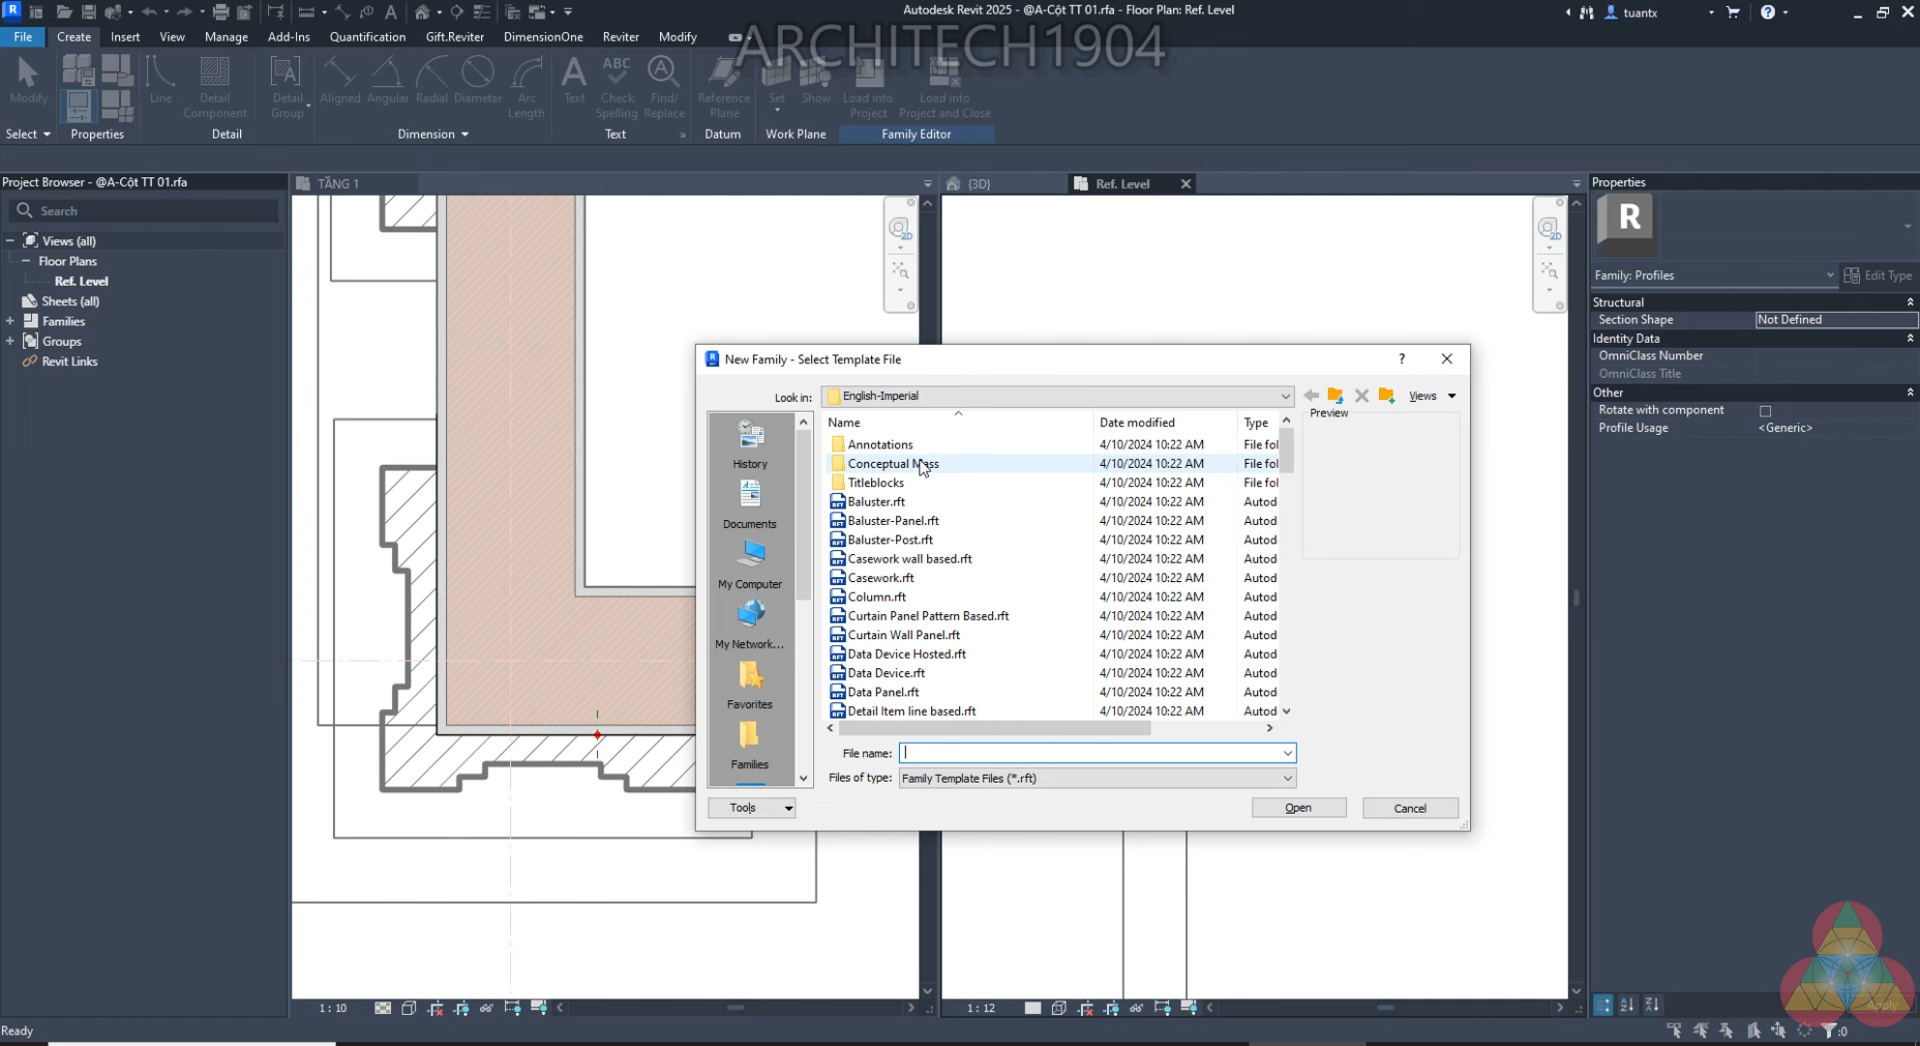 Autodesk Revit 2025 - @A-Cột TT 01.rfa - Floor Plan: Ref. Level
tuantx
File
Create
Insert
View
Manage
Add-Ins
Quantification
Gift.Reviter
DimensionOne
Reviter
Modify
ARCHITECH1904
Modify
Line
Detail Component
Detail Group
Aligned
Angular
Radial
Diameter
Arc Length
Text
Check Spelling
Find/ Replace
Reference Plane
Set
Show
Load into Project
Load into Project and Close
Select
Properties
Detail
Dimension
Text
Datum
Work Plane
Family Editor
Project Browser - @A-Cột TT 01.rfa
Search
Views (all)
Floor Plans
Ref. Level
Sheets (all)
Families
Groups
Revit Links
TẦNG 1
{3D}
Ref. Level
2D
2D
Properties
R
Family: Profiles
Edit Type
Structural
Section Shape Not Defined
Identity Data
OmniClass Number
OmniClass Title
Other
Rotate with component
Profile Usage <Generic>
New Family - Select Template File
Look in: English-Imperial
Views
Preview
Name Date modified Type
Annotations 4/10/2024 10:22 AM File fol
Conceptual Mass 4/10/2024 10:22 AM File fol
Titleblocks 4/10/2024 10:22 AM File fol
Baluster.rft 4/10/2024 10:22 AM Autod
Baluster-Panel.rft 4/10/2024 10:22 AM Autod
Baluster-Post.rft 4/10/2024 10:22 AM Autod
Casework wall based.rft 4/10/2024 10:22 AM Autod
Casework.rft 4/10/2024 10:22 AM Autod
Column.rft 4/10/2024 10:22 AM Autod
Curtain Panel Pattern Based.rft 4/10/2024 10:22 AM Autod
Curtain Wall Panel.rft 4/10/2024 10:22 AM Autod
Data Device Hosted.rft 4/10/2024 10:22 AM Autod
Data Device.rft 4/10/2024 10:22 AM Autod
Data Panel.rft 4/10/2024 10:22 AM Autod
Detail Item line based.rft 4/10/2024 10:22 AM Autod
History
Documents
My Computer
My Network...
Favorites
Families
File name:
Files of type: Family Template Files (*.rft)
Tools
Open
Cancel
1 : 10
1 : 12
Apply
Ready
:0